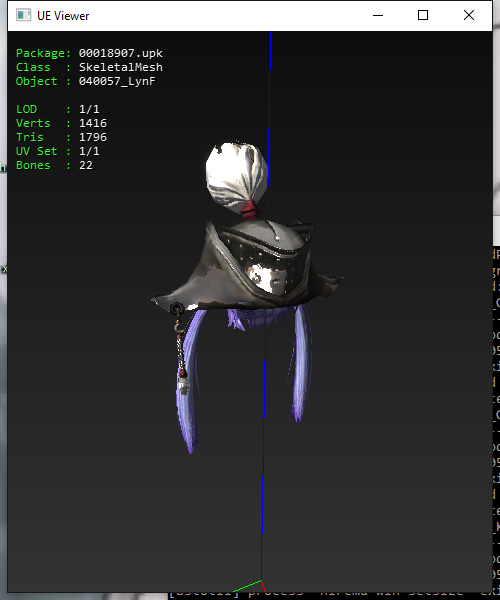 UE Viewer
Package: 00018907.upk
Class : SkeletalMesh
Object : 040057_LynF
LOD : 1/1
Verts : 1416
Tris : 1796
UV Set : 1/1
Bones : 22